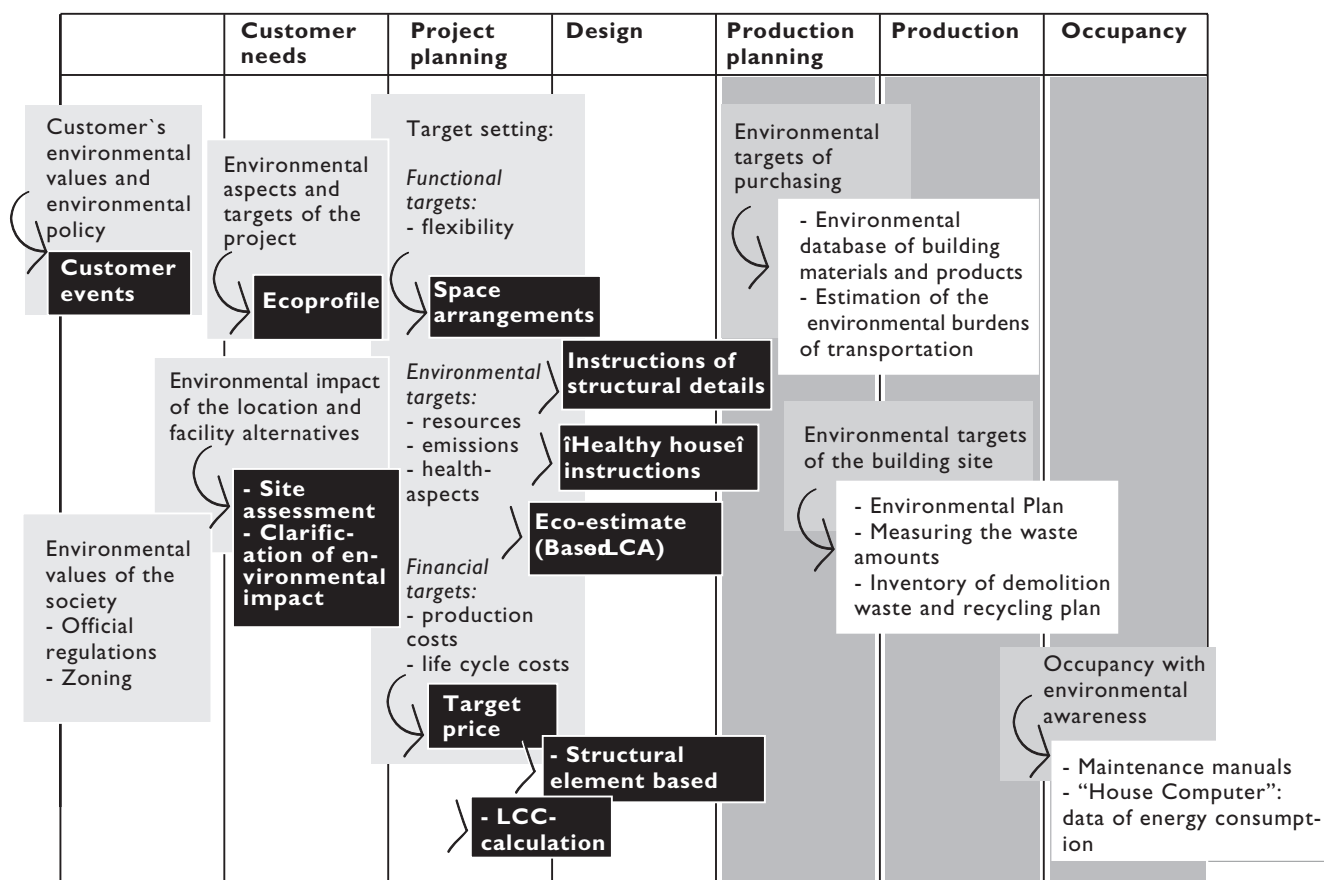 Customer
needs
Project
planning
Design
Production
planning
Production
Occupancy
Customer`s
environmental
values and
environmental
policy
Customer
events
Environmental
values of the
society
- Official
regulations
- Zoning
Environmental
aspects and
targets of the
project
Ecoprofile
Environmental impact
of the location and
facility alternatives
- Site
assessment
- Clarific-
ation of en-
vironmental
impact
Target setting:
Functional
targets:
- flexibility
Space
arrangements
Environmental
targets:
- resources
- emissions
- health-
aspects
Instructions of
structural details
îHealthy houseî
instructions
Eco-estimate
(Based on LCA)
Financial
targets:
- production
costs
- life cycle costs
Target
price
- Structural
element based
- LCC-
calculation
Environmental
targets of
purchasing
- Environmental
database of building
materials and products
- Estimation of the
environmental burdens
of transportation
Environmental targets
of the building site
- Environmental Plan
- Measuring the waste
amounts
- Inventory of demolition
waste and recycling plan
Occupancy with
environmental
awareness
- Maintenance manuals
- “House Computer”:
data of energy consumpt-
ion